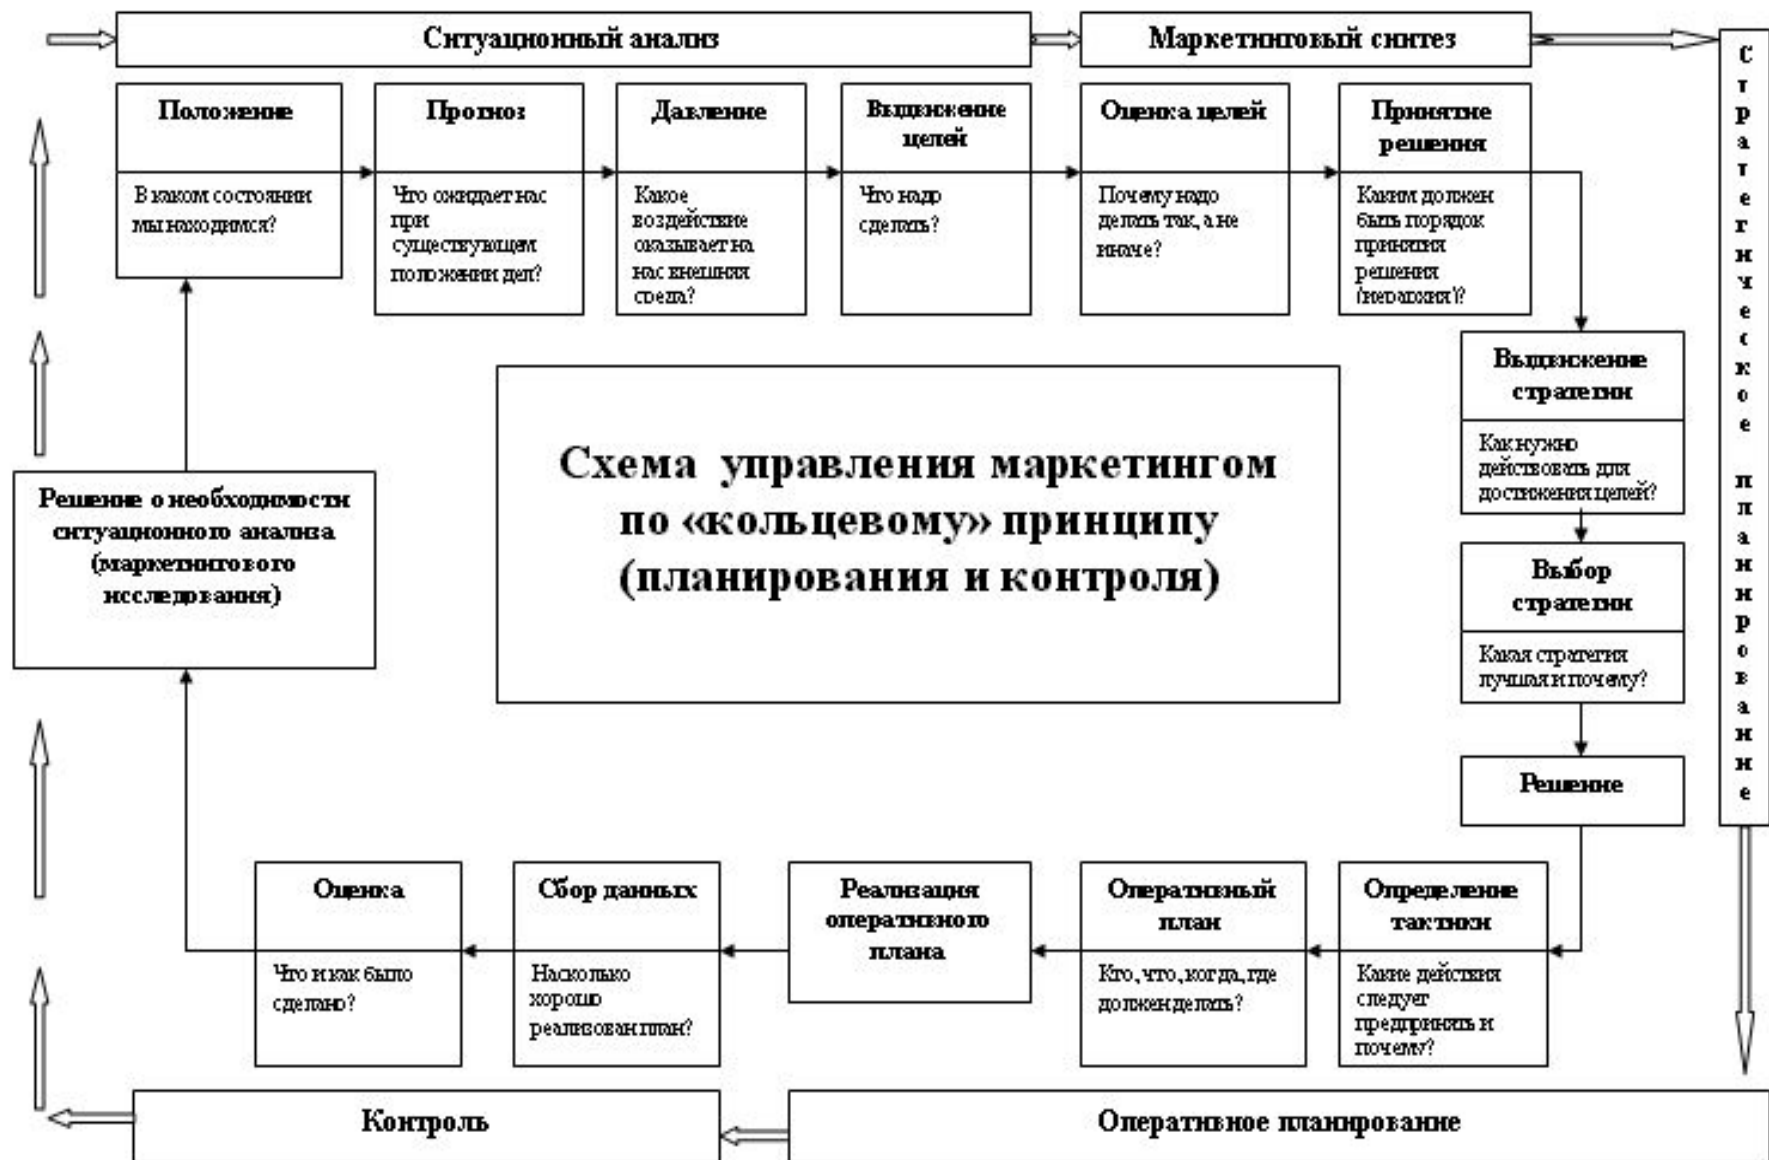 Ситуационный анализ
Маркетинговый синтез
Стратегическое планирование
Положение
В каком состоянии
мы находимся?
Прогноз
Что ожидает нас
при
существующем
положении дел?
Давление
Какое
воздействие
оказывает на
нас внешняя
среда?
Выдвижение
целей
Что надо
сделать?
Оценка целей
Почему надо
делать так, а не
иначе?
Принятие
решения
Каким должен
быть порядок
принятия
решения
(иерархия)?
Выдвижение
стратегии
Как нужно
действовать для
достижения целей?
Выбор
стратегии
Какая стратегия
лучшая и почему?
Решение
Схема управления маркетингом
по «кольцевому» принципу
(планирования и контроля)
Решение о необходимости
ситуационного анализа
(маркетингового
исследования)
Оценка
Что и как было
сделано?
Сбор данных
Насколько
хорошо
реализован план?
Реализация
оперативного
плана
Оперативный
план
Кто, что, когда, где
должен делать?
Определение
тактики
Какие действия
следует
предпринять и
почему?
Контроль
Оперативное планирование